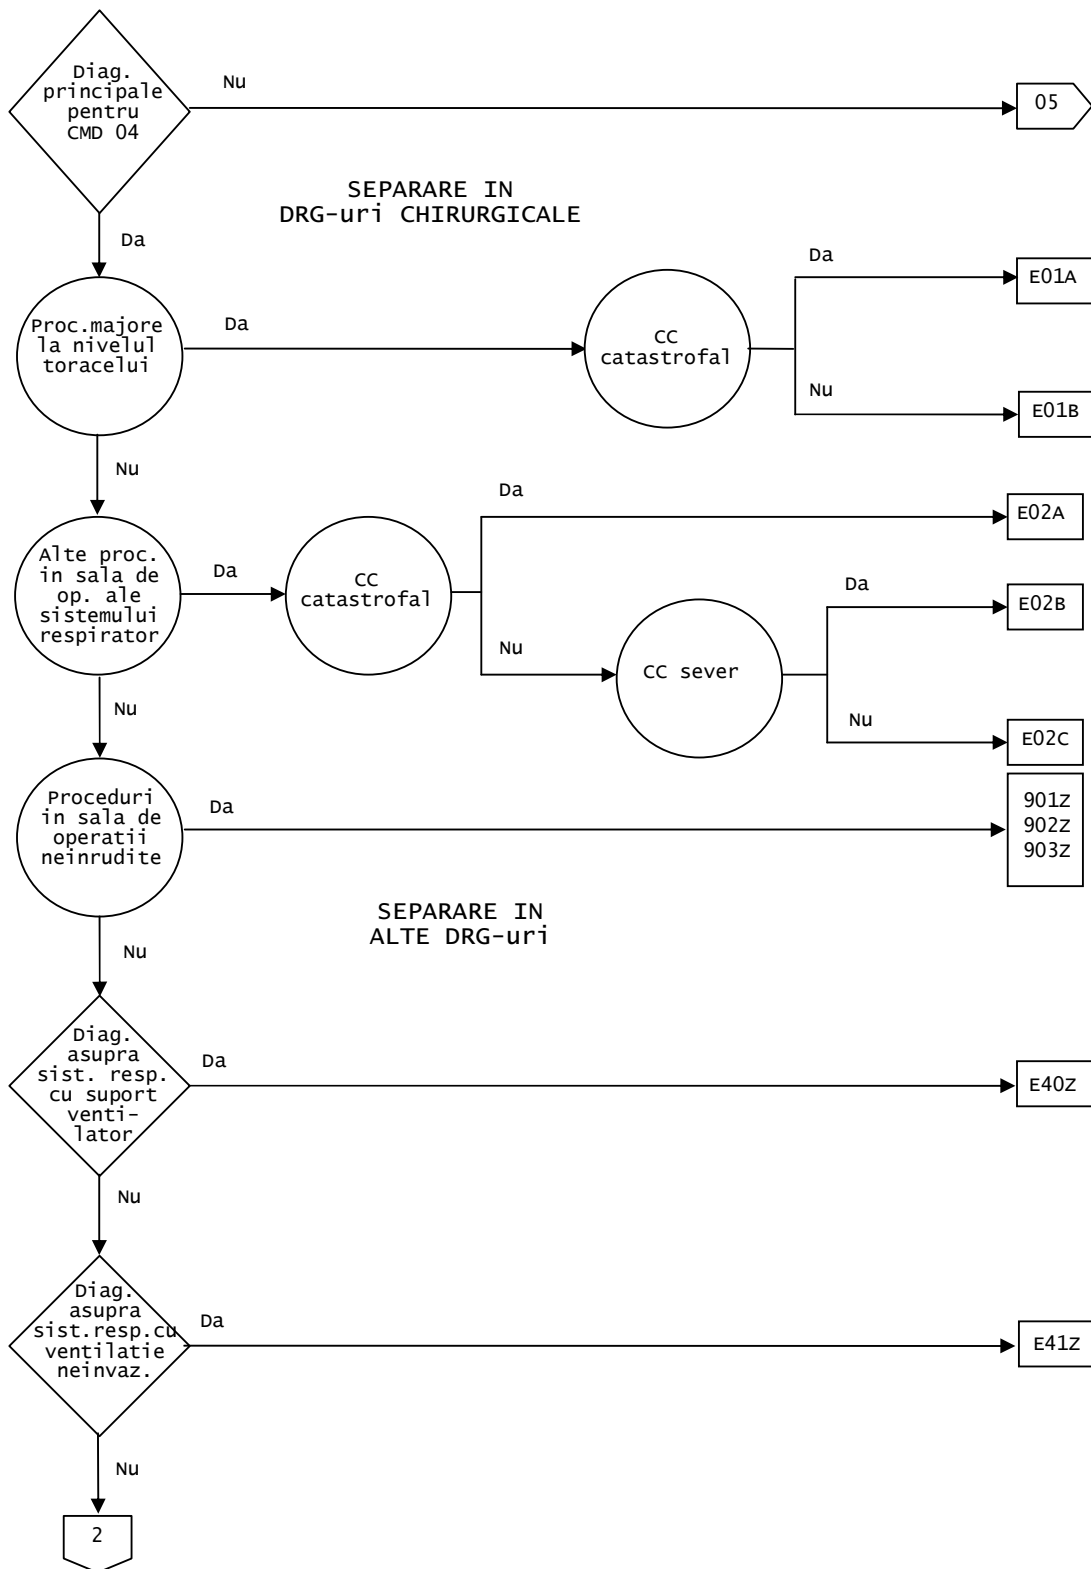 Diag.
principale
pentru
CMD 04
Nu
05
SEPARARE IN
DRG-uri CHIRURGICALE
Da
Proc.majore
la nivelul
toracelui
Da
CC
catastrofal
Da
E01A
Nu
E01B
Nu
Alte proc.
in sala de
op. ale
sistemului
respirator
Da
CC
catastrofal
Da
E02A
Nu
CC sever
Da
E02B
Nu
E02C
Nu
Proceduri
in sala de
operatii
neinrudite
Da
901Z
902Z
903Z
SEPARARE IN
ALTE DRG-uri
Nu
Diag.
asupra
sist. resp.
cu suport
venti-
lator
Da
E40Z
Nu
Diag.
asupra
sist.resp.cu
ventilatie
neinvaz.
Da
E41Z
Nu
2